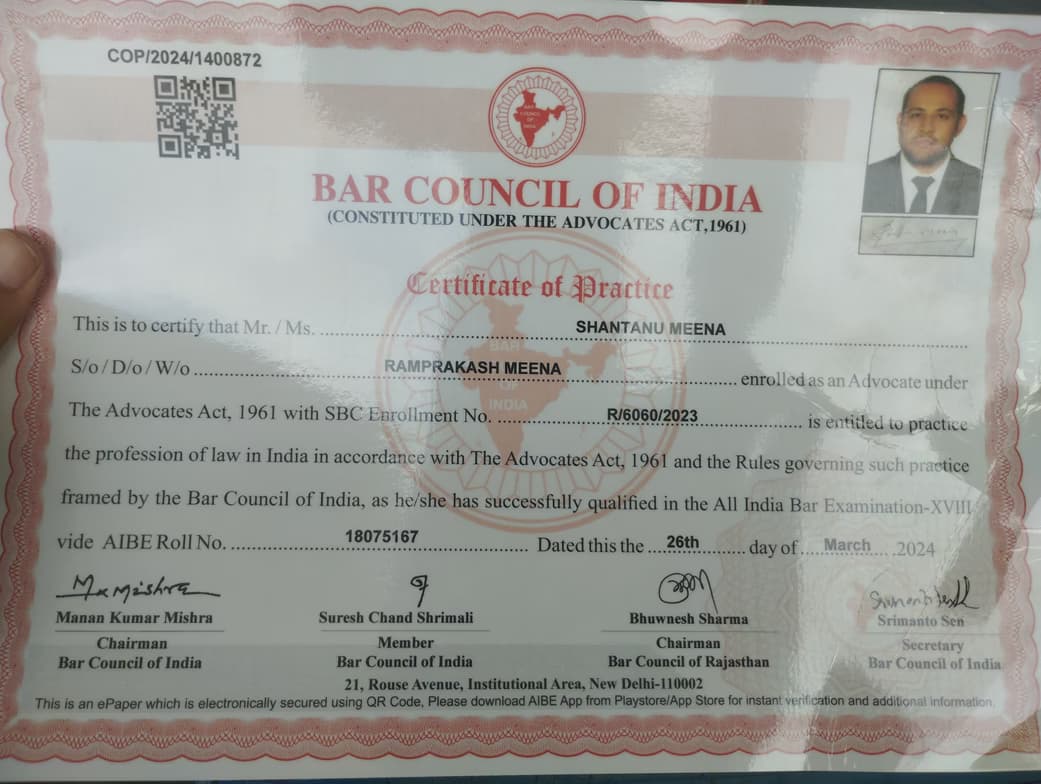 COP/2024/1400872
BAR COUNCIL OF INDIA
BAR COUNCIL OF INDIA
(CONSTITUTED UNDER THE ADVOCATES ACT,1961)
Certificate of Practice
This is to certify that Mr. / Ms. SHANTANU MEENA
S/o / D/o / W/o RAMPRAKASH MEENA enrolled as an Advocate under
The Advocates Act, 1961 with SBC Enrollment No. R/6060/2023 is entitled to practice
INDIA
the profession of law in India in accordance with The Advocates Act, 1961 and the Rules governing such practice
framed by the Bar Council of India, as he/she has successfully qualified in the All India Bar Examination-XVIII
vide AIBE Roll No. 18075167 Dated this the 26th day of March 2024
Manan Kumar Mishra Suresh Chand Shrimali Bhuwnesh Sharma Srimanto Sen
Chairman Member Chairman Secretary
Bar Council of India Bar Council of India Bar Council of Rajasthan Bar Council of India
21, Rouse Avenue, Institutional Area, New Delhi-110002
This is an ePaper which is electronically secured using QR Code, Please download AIBE App from Playstore/App Store for instant verification and additional information.